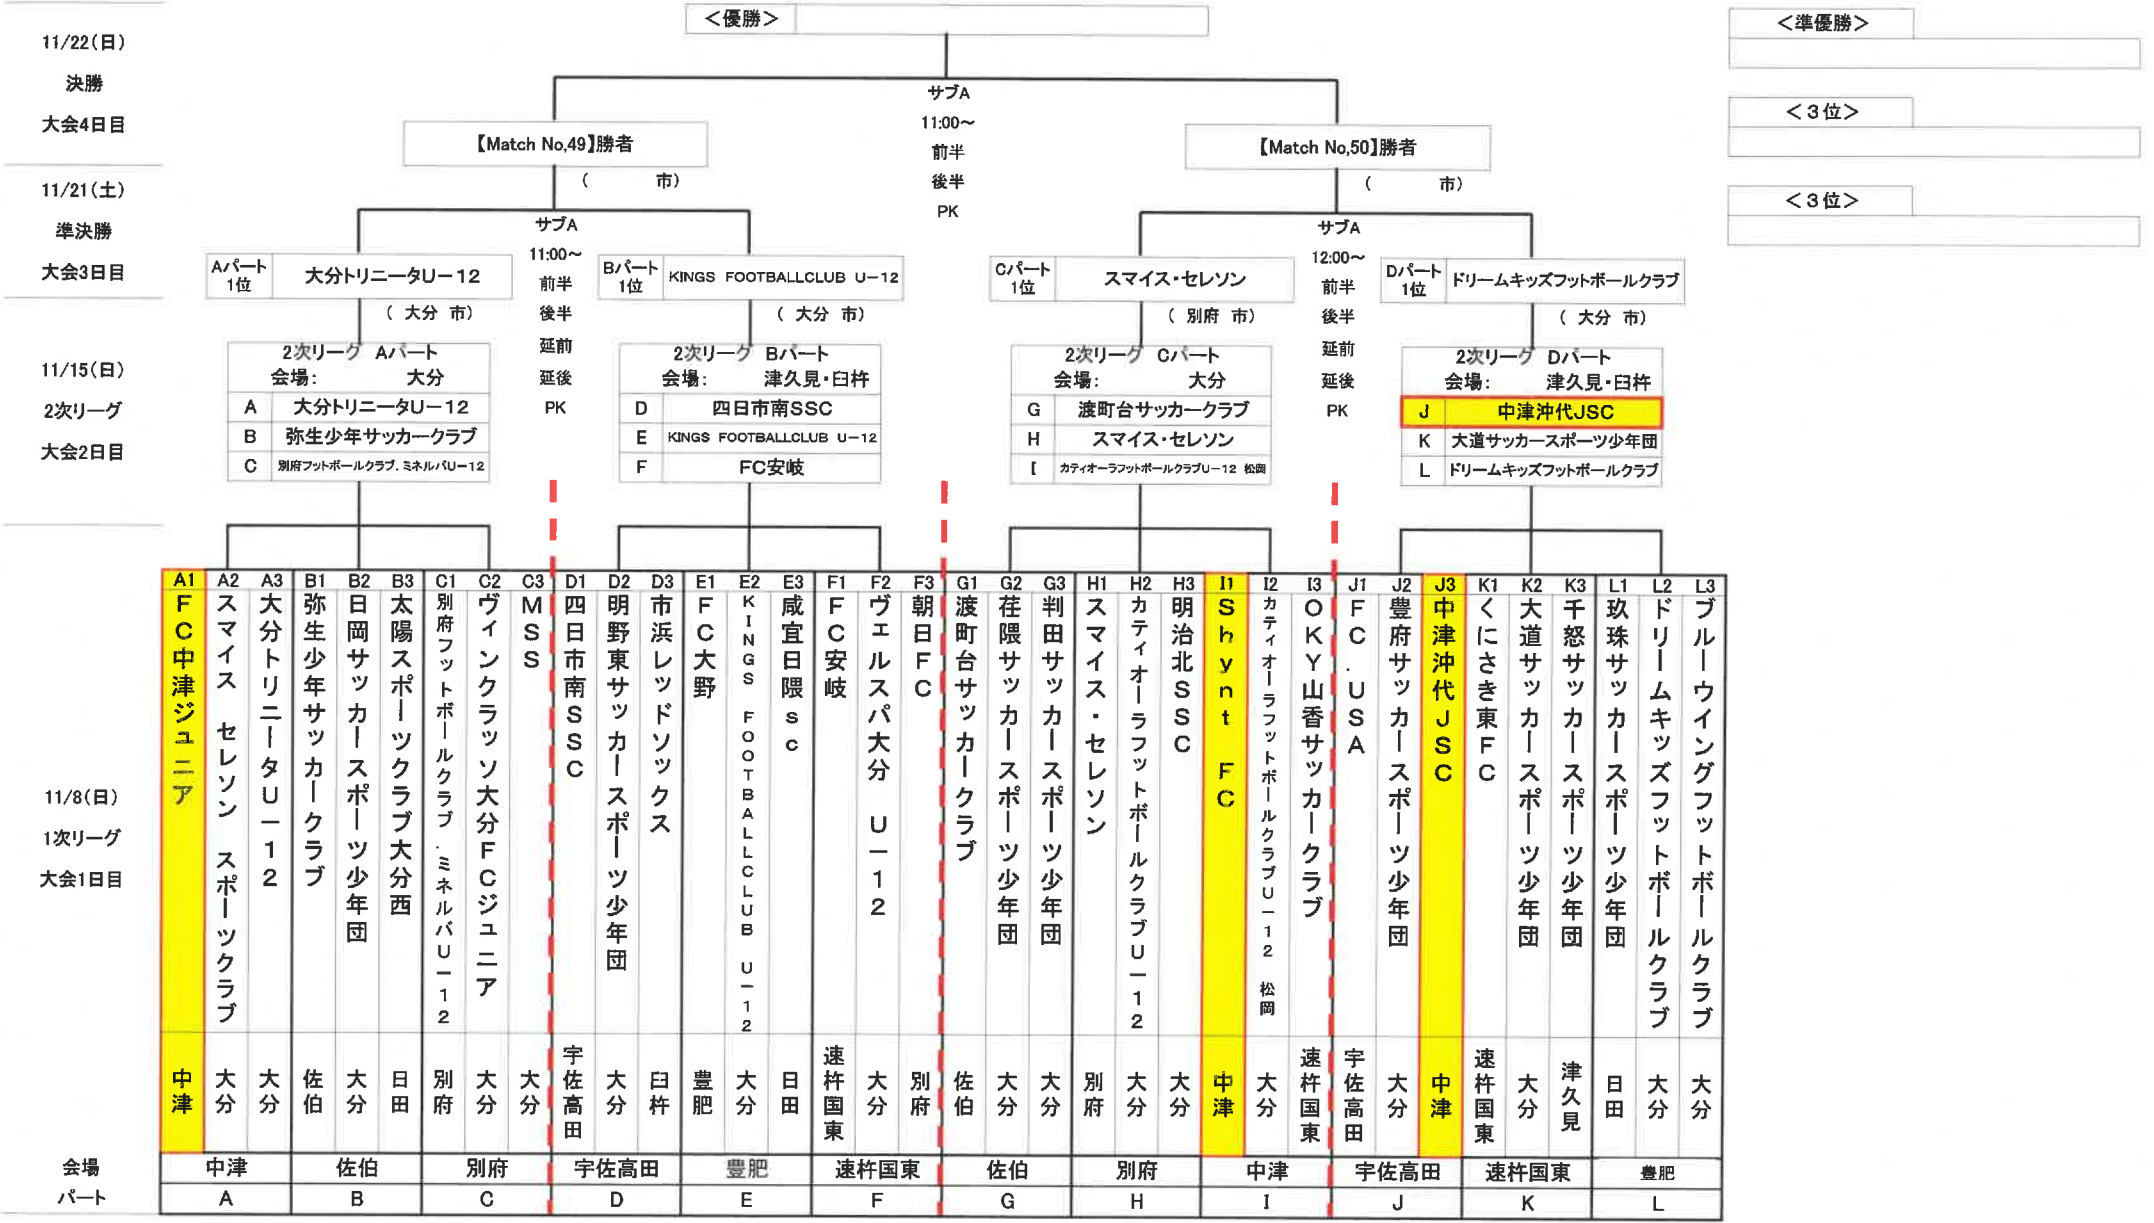 ＜優勝＞
＜準優勝＞
＜３位＞
＜３位＞
11/22(日)
決勝
大会4日目
サブA
11:00～
前半
後半
PK
【Match No,49】勝者
(　　　市)
【Match No,50】勝者
(　　　市)
11/21(土)
準決勝
大会3日目
サブA
11:00～
前半
後半
延前
延後
PK
サブA
12:00～
前半
後半
延前
延後
PK
Aパート
1位
大分トリニータU－12
( 大分 市)
Bパート
1位
KINGS FOOTBALLCLUB U－12
( 大分 市)
Cパート
1位
スマイス・セレソン
( 別府 市)
Dパート
1位
ドリームキッズフットボールクラブ
( 大分 市)
11/15(日)
2次リーグ
大会2日目
2次リーグ Aパート
会場: 大分
A 大分トリニータU－12
B 弥生少年サッカークラブ
C 別府フットボールクラブ．ミネルバU－12
2次リーグ Bパート
会場: 津久見・臼杵
D 四日市南SSC
E KINGS FOOTBALLCLUB U－12
F FC安岐
2次リーグ Cパート
会場: 大分
G 渡町台サッカークラブ
H スマイス・セレソン
I カティオーラフットボールクラブU－12 松岡
2次リーグ Dパート
会場: 津久見・臼杵
J 中津沖代JSC
K 大道サッカースポーツ少年団
L ドリームキッズフットボールクラブ
11/8(日)
1次リーグ
大会1日目
A1 FC中津ジュニア 中津
A2 スマイス セレソン スポーツクラブ 大分
A3 大分トリニータU－12 大分
B1 弥生少年サッカークラブ 佐伯
B2 日岡サッカースポーツ少年団 大分
B3 太陽スポーツクラブ大分西 日田
C1 別府フットボールクラブ．ミネルバU－12 別府
C2 ヴィンクラッソ大分FCジュニア 大分
C3 MSS 大分
D1 四日市南SSC 宇佐高田
D2 明野東サッカースポーツ少年団 大分
D3 市浜レッドソックス 臼杵
E1 FC大野 豊肥
E2 KINGS FOOTBALLCLUB U－12 大分
E3 咸宜日隈sc 日田
F1 FC安岐 速杵国東
F2 ヴェルスパ大分 U－12 大分
F3 朝日FC 別府
G1 渡町台サッカークラブ 佐伯
G2 荏隈サッカースポーツ少年団 大分
G3 判田サッカースポーツ少年団 大分
H1 スマイス・セレソン 別府
H2 カティオーラフットボールクラブU－12 大分
H3 明治北SSC 大分
I1 Shynt FC 中津
I2 カティオーラフットボールクラブU－12 松岡 大分
I3 OKY山香サッカークラブ 速杵国東
J1 FC．USA 宇佐高田
J2 豊府サッカースポーツ少年団 大分
J3 中津沖代JSC 中津
K1 くにさき東FC 速杵国東
K2 大道サッカースポーツ少年団 大分
K3 千怒サッカースポーツ少年団 津久見
L1 玖珠サッカースポーツ少年団 日田
L2 ドリームキッズフットボールクラブ 大分
L3 ブルーウイングフットボールクラブ 大分
会場 中津 佐伯 別府 宇佐高田 豊肥 速杵国東 佐伯 別府 中津 宇佐高田 速杵国東 豊肥
パート A B C D E F G H I J K L